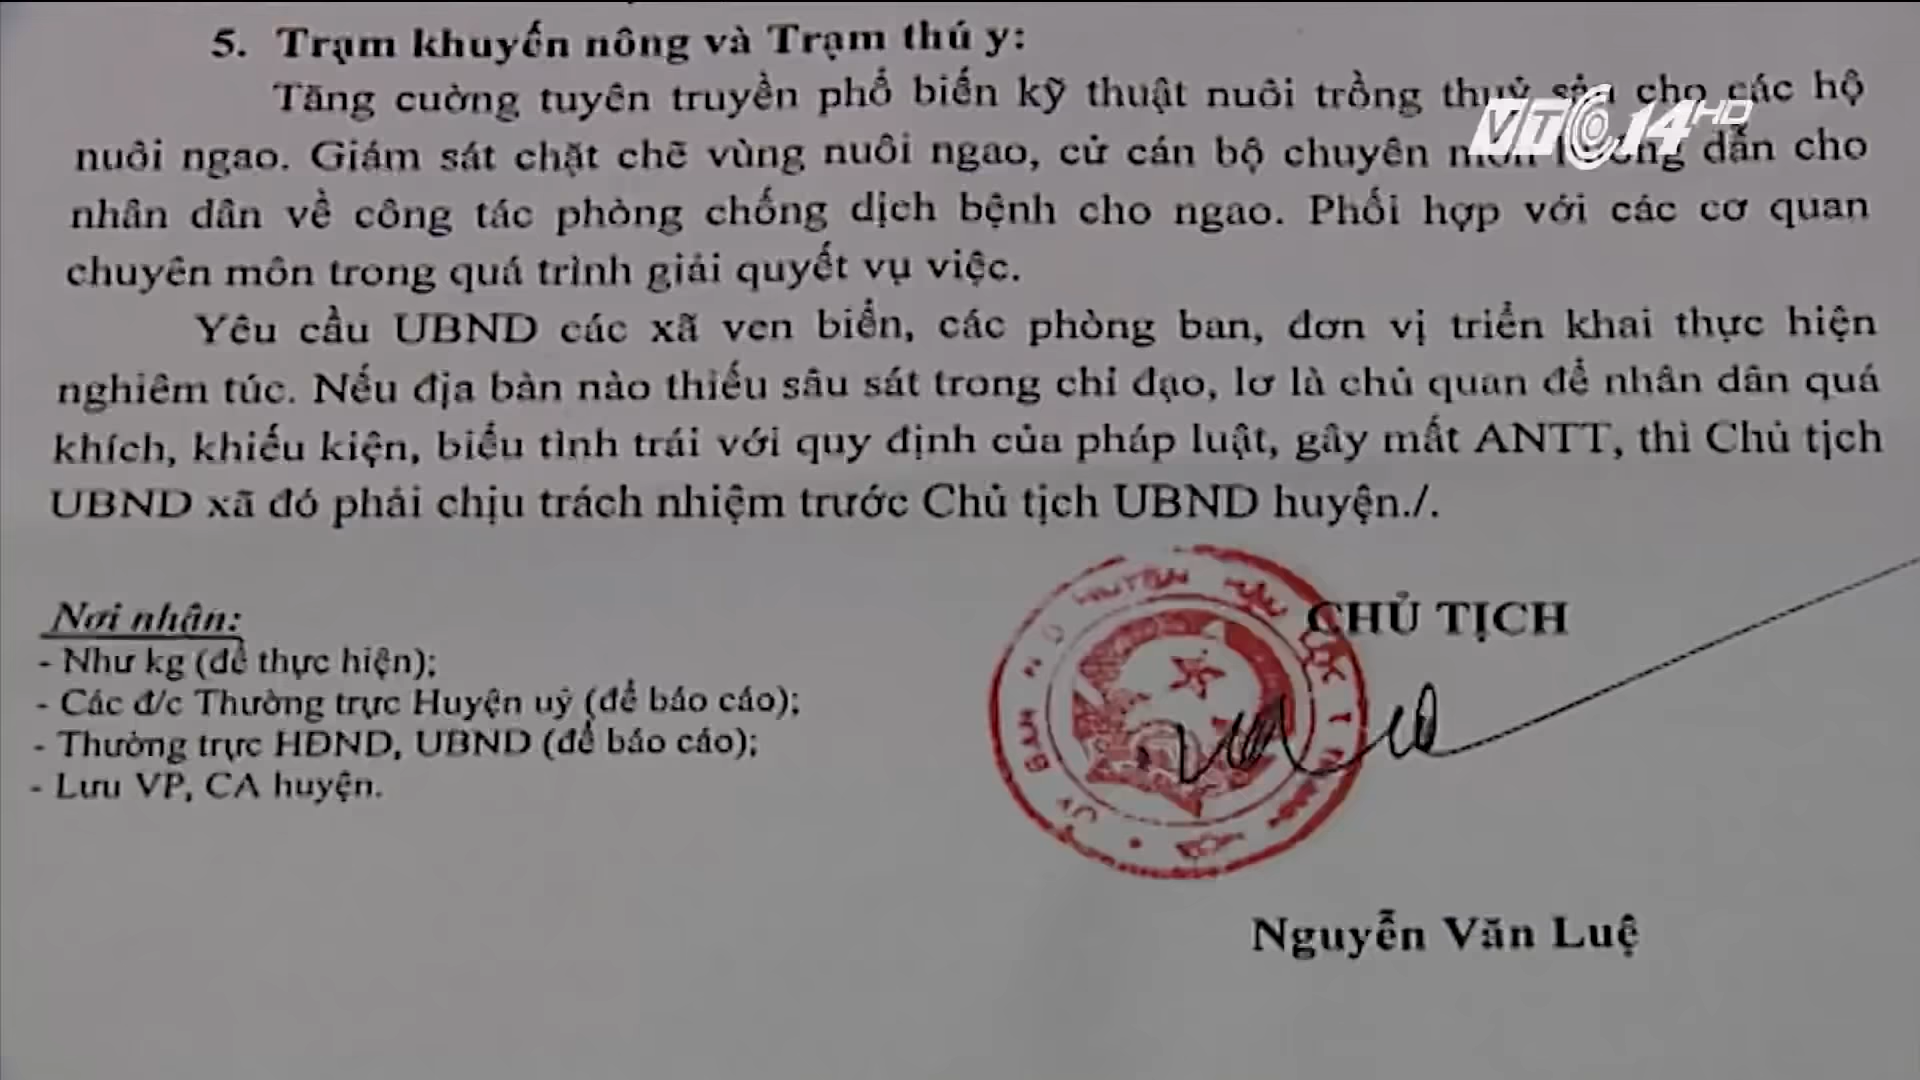 5. Trạm khuyến nông và Trạm thú y:
Tăng cuờng tuyên truyền phổ biến kỹ thuật nuôi trồng thuỷ sản cho các hộ
nuôi ngao. Giám sát chặt chẽ vùng nuôi ngao, cử cán bộ chuyên môn hướng dẫn cho
nhân dân về công tác phòng chống dịch bệnh cho ngao. Phối hợp với các cơ quan
chuyên môn trong quá trình giải quyết vụ việc.
Yêu cầu UBND các xã ven biển, các phòng ban, đơn vị triển khai thực hiện
nghiêm túc. Nếu địa bàn nào thiếu sâu sát trong chỉ đạo, lơ là chủ quan để nhân dân quá
khích, khiếu kiện, biểu tình trái với quy định của pháp luật, gây mất ANTT, thì Chủ tịch
UBND xã đó phải chịu trách nhiệm trước Chủ tịch UBND huyện./.
Nơi nhận:
- Như kg (để thực hiện);
- Các đ/c Thường trực Huyện uỷ (để báo cáo);
- Thường trực HĐND, UBND (để báo cáo);
- Lưu VP, CA huyện.
CHỦ TỊCH
Nguyễn Văn Luệ
VTC14 HD